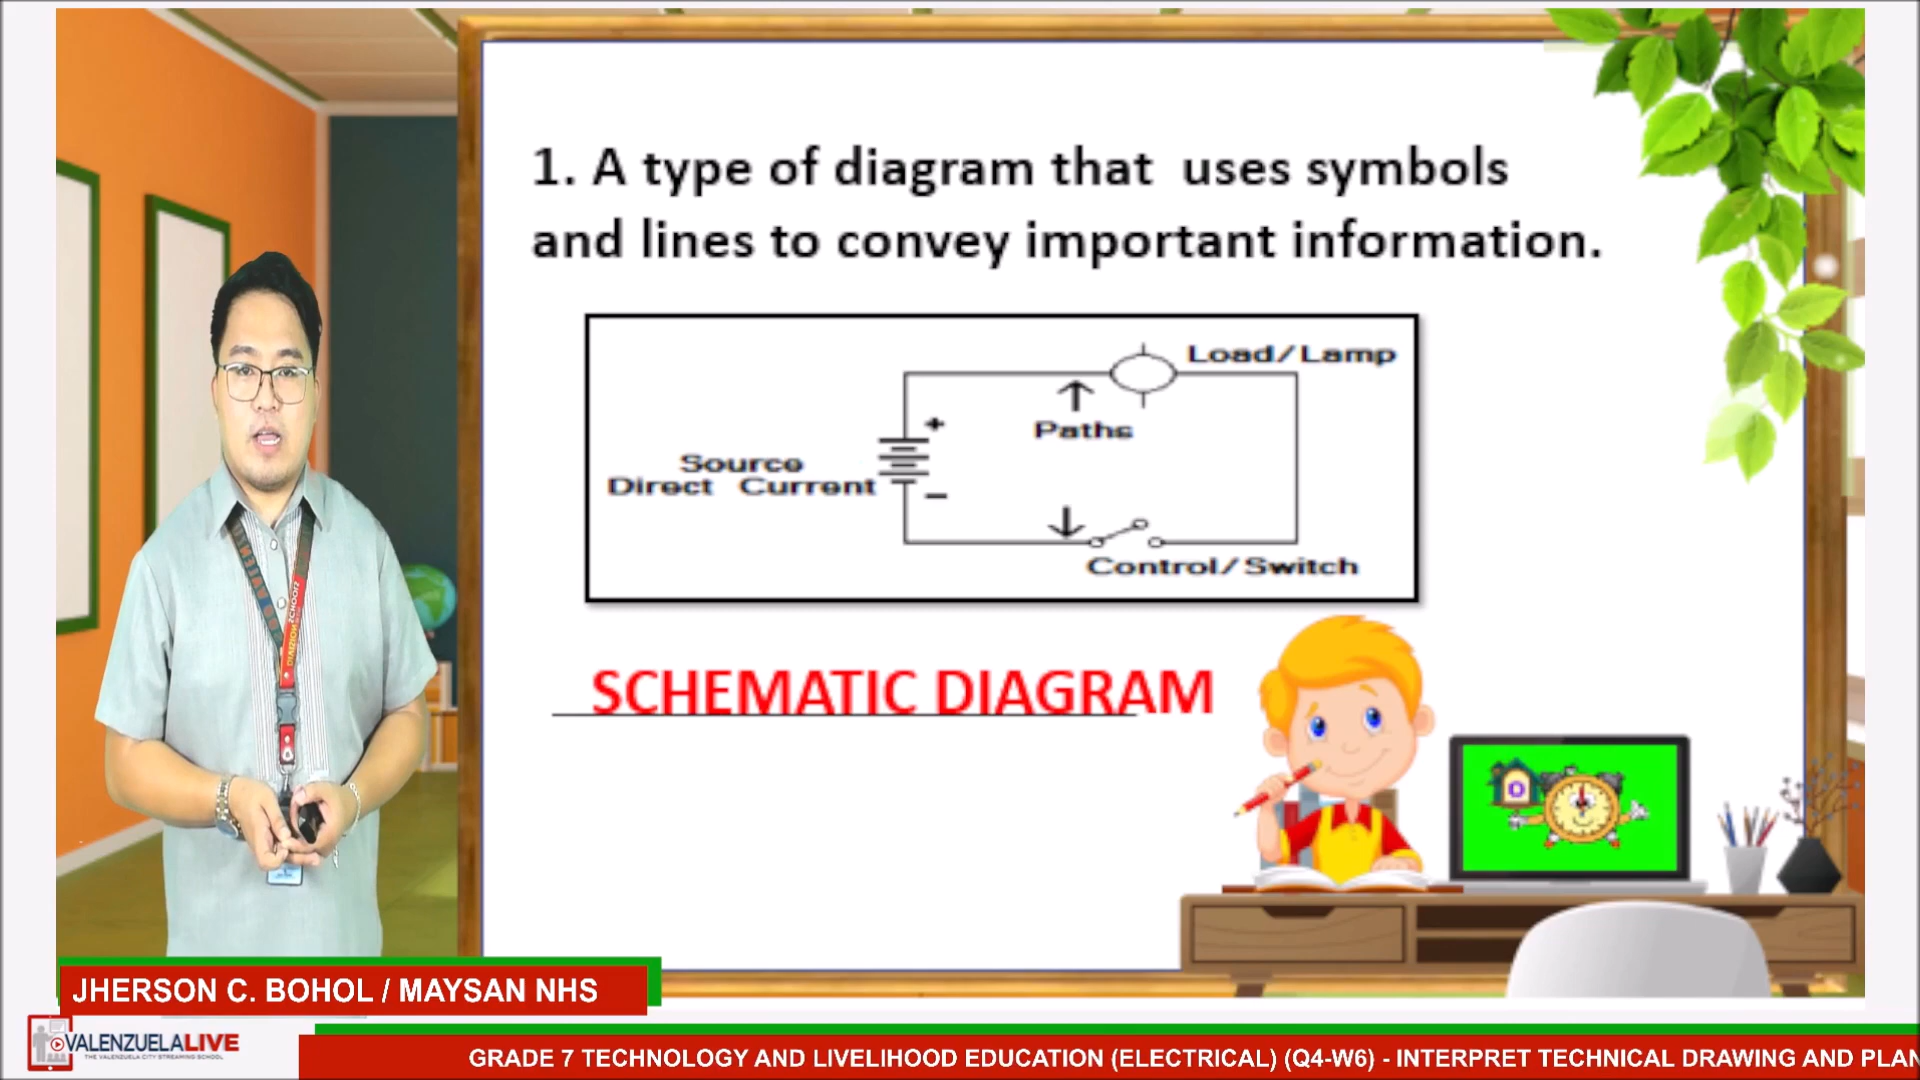 1. A type of diagram that uses symbols
and lines to convey important information.
Load/Lamp
+
Paths
Source
Direct Current
−
Control/Switch
SCHEMATIC DIAGRAM
JHERSON C. BOHOL / MAYSAN NHS
VALENZUELALIVE
THE VALENZUELA CITY STREAMING SCHOOL
GRADE 7 TECHNOLOGY AND LIVELIHOOD EDUCATION (ELECTRICAL) (Q4-W6) - INTERPRET TECHNICAL DRAWING AND PLAN